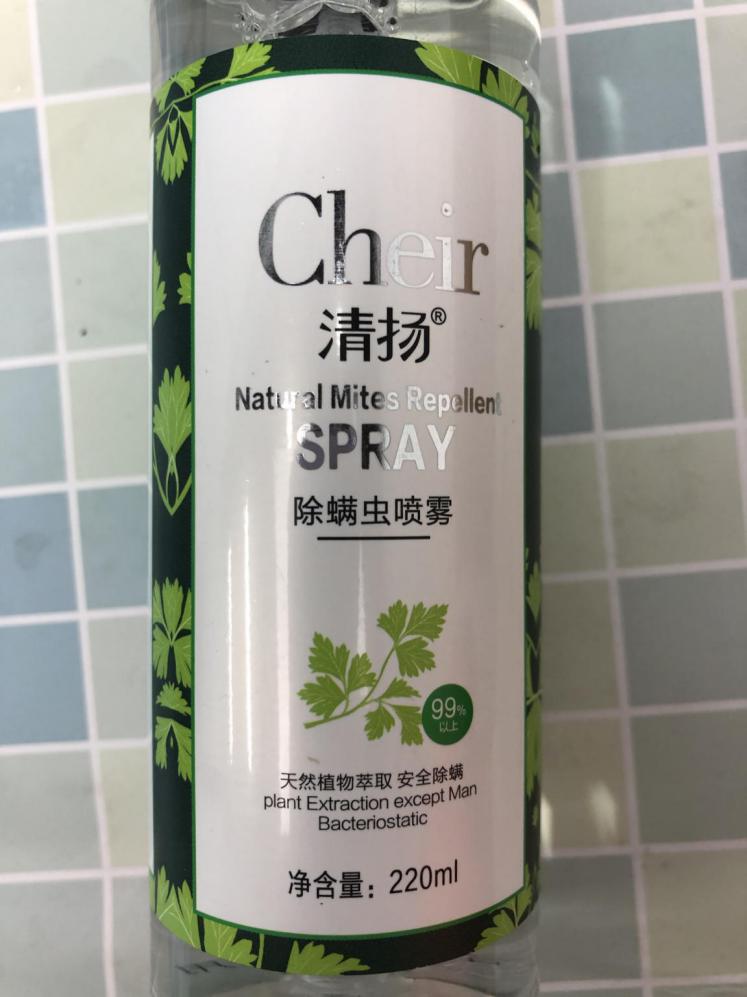 Cheir
清扬®
Natural Mites Repellent
SPRAY
除螨虫喷雾
99%
以上
天然植物萃取 安全除螨
plant Extraction except Man
Bacteriostatic
净含量：220ml